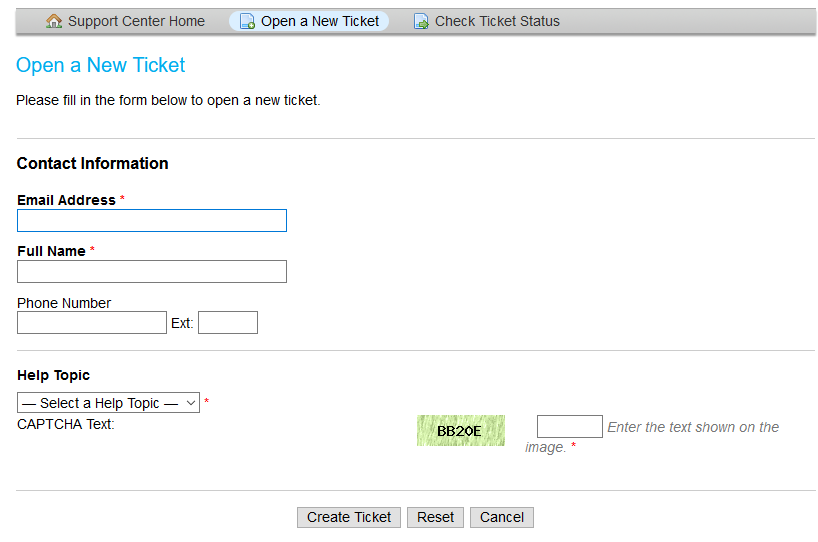 Support Center Home Open a New Ticket Check Ticket Status
Open a New Ticket
Please fill in the form below to open a new ticket.
Contact Information
Email Address *
Full Name *
Phone Number
Ext:
Help Topic
— Select a Help Topic — *
CAPTCHA Text:
BB20E
Enter the text shown on the
image. *
Create Ticket Reset Cancel